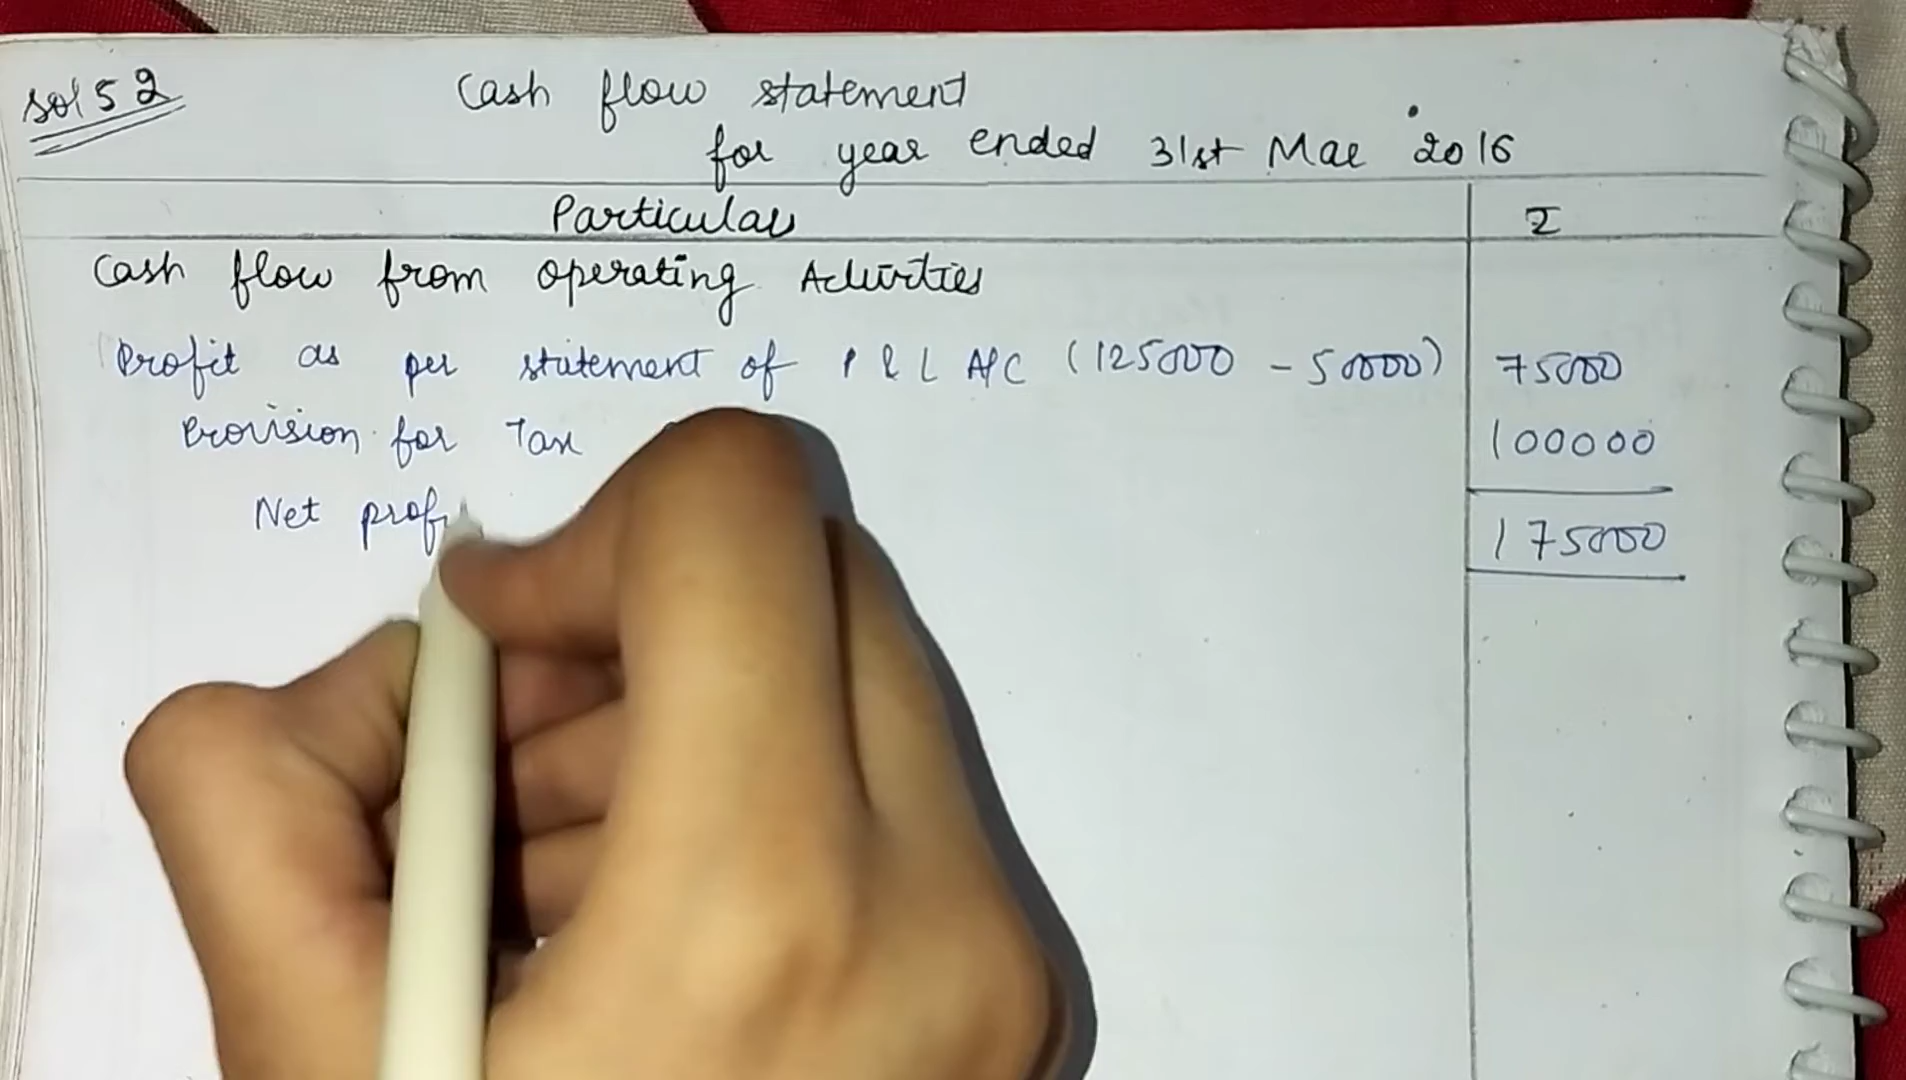 Sol 52
Cash flow statement
for year ended 31st Mar 2016
Particular ₹
Cash flow from operating Activities
Profit as per statement of P & L A/C (125000 - 50000) 75000
Provision for Tax 100000
Net prof 175000